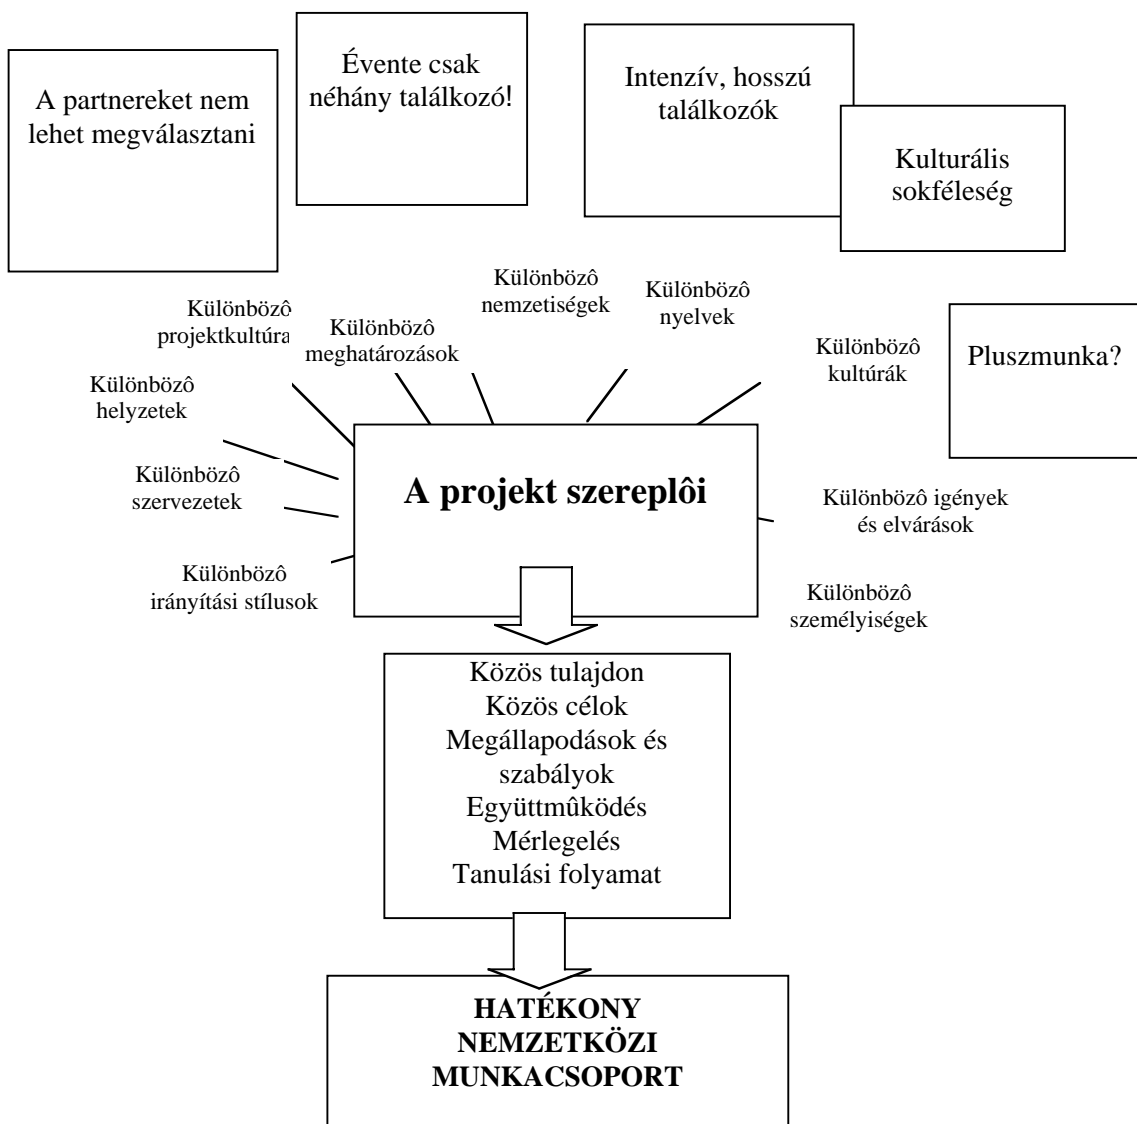 A partnereket nem
lehet megválasztani
Évente csak
néhány találkozó!
Intenzív, hosszú
találkozók
Kulturális
sokféleség
Különbözô
projektkultúra
Különbözô
meghatározások
Különbözô
nemzetiségek
Különbözô
nyelvek
Különbözô
kultúrák
Pluszmunka?
Különbözô
helyzetek
Különbözô
szervezetek
Különbözô
irányítási stílusok
A projekt szereplôi
Különbözô igények
és elvárások
Különbözô
személyiségek
Közös tulajdon
Közös célok
Megállapodások és
szabályok
Együttmûködés
Mérlegelés
Tanulási folyamat
HATÉKONY
NEMZETKÖZI
MUNKACSOPORT